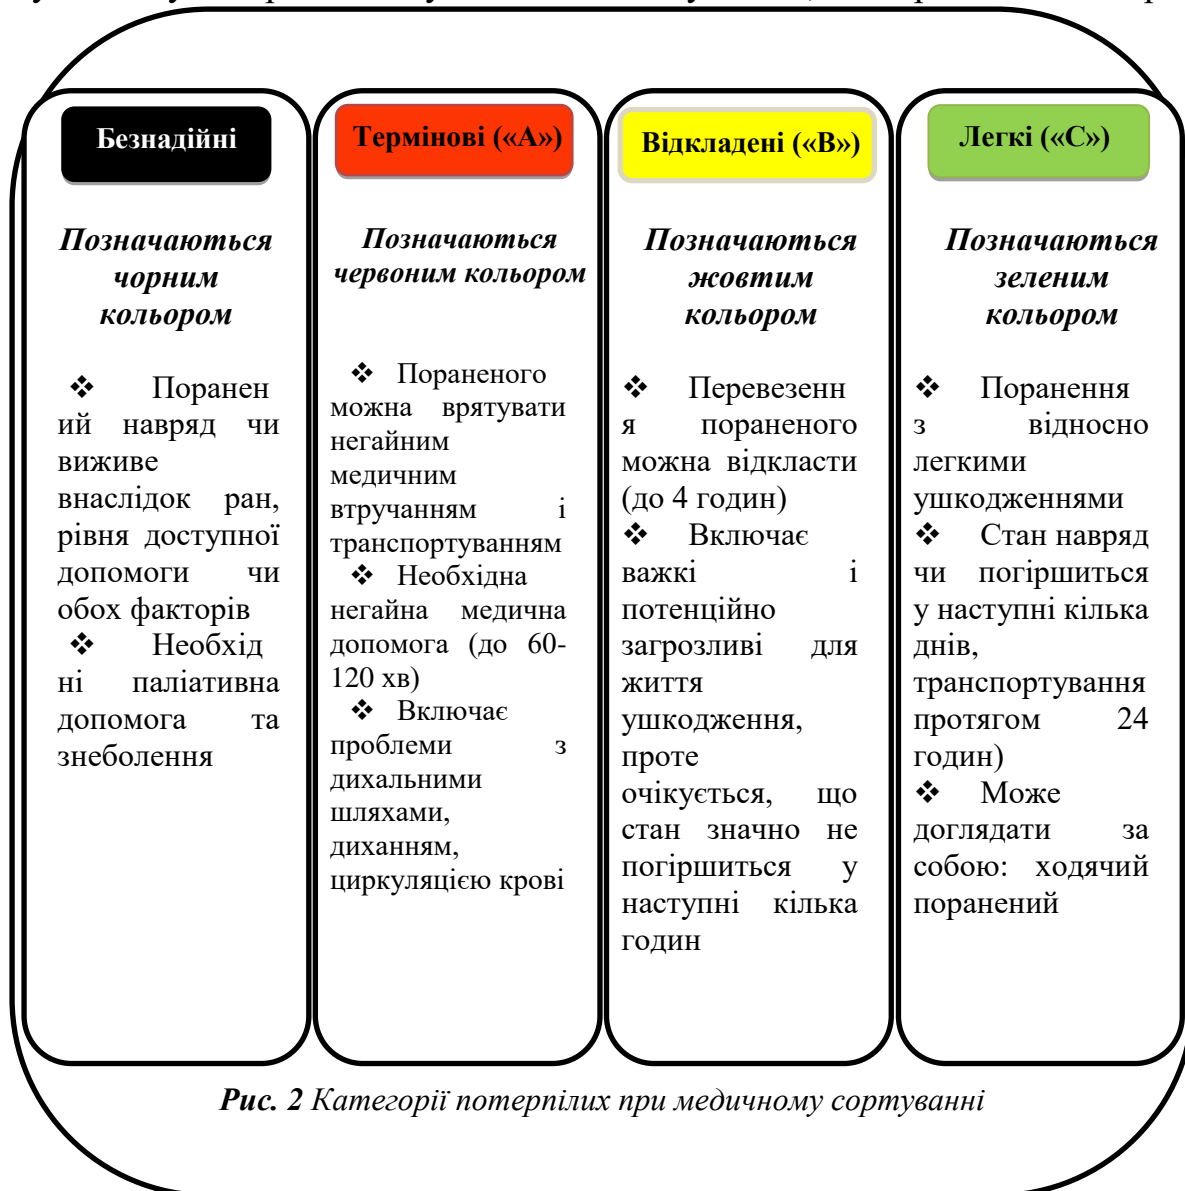 Безнадійні
Позначаються
чорним
кольором
❖ Поранен
ий навряд чи
виживе
внаслідок ран,
рівня доступної
допомоги чи
обох факторів
❖ Необхід
ні паліативна
допомога та
знеболення
Термінові («А»)
Позначаються
червоним кольором
❖ Пораненого
можна врятувати
негайним
медичним
втручанням і
транспортуванням
❖ Необхідна
негайна медична
допомога (до 60-
120 хв)
❖ Включає
проблеми з
дихальними
шляхами,
диханням,
циркуляцією крові
Відкладені («В»)
Позначаються
жовтим
кольором
❖ Перевезенн
я пораненого
можна відкласти
(до 4 годин)
❖ Включає
важкі і
потенційно
загрозливі для
життя
ушкодження,
проте
очікується, що
стан значно не
погіршиться у
наступні кілька
годин
Легкі («С»)
Позначаються
зеленим
кольором
❖ Поранення
з відносно
легкими
ушкодженнями
❖ Стан навряд
чи погіршиться
у наступні кілька
днів,
транспортування
протягом 24
годин)
❖ Може
доглядати за
собою: ходячий
поранений
Рис. 2 Категорії потерпілих при медичному сортуванні